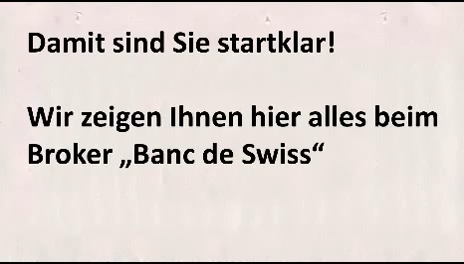 Damit sind Sie startklar!
Wir zeigen Ihnen hier alles beim
Broker „Banc de Swiss“